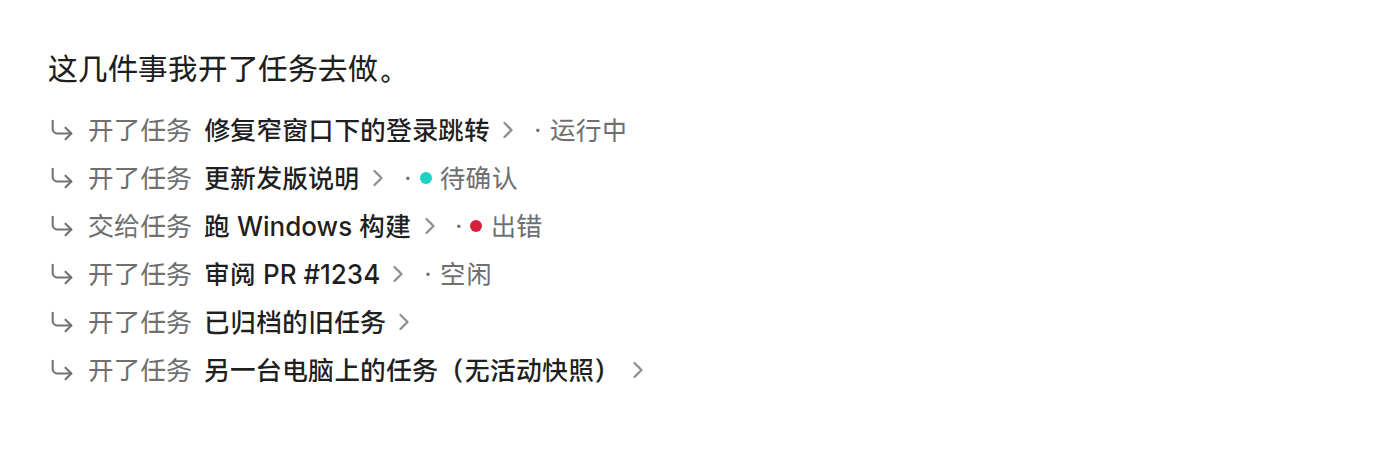 这几件事我开了任务去做。
开了任务 修复窄窗口下的登录跳转 › · 运行中
开了任务 更新发版说明 › · 待确认
交给任务 跑 Windows 构建 › · 出错
开了任务 审阅 PR #1234 › · 空闲
开了任务 已归档的旧任务 ›
开了任务 另一台电脑上的任务（无活动快照） ›